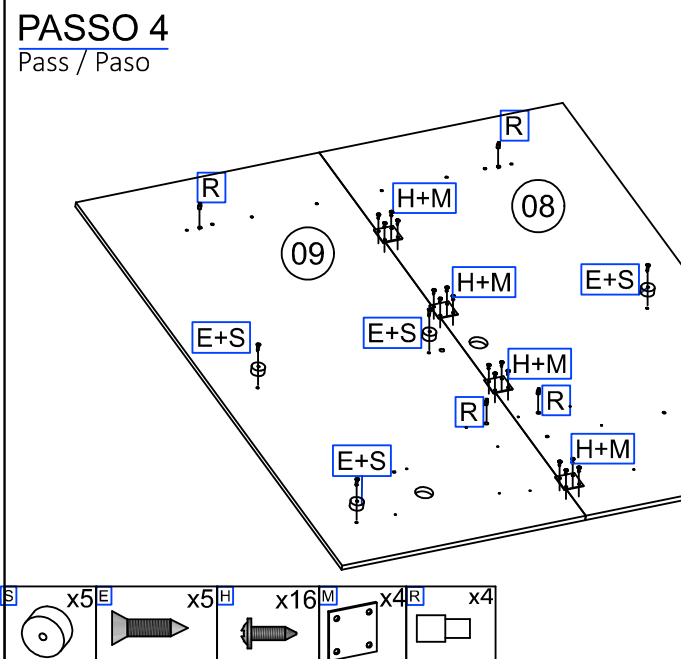 PASSO 4
Pass / Paso
R
R
H+M
08
09
H+M
E+S
E+S
E+S
H+M
R
R
H+M
E+S
S x5 E x5 H x16 M x4 R x4